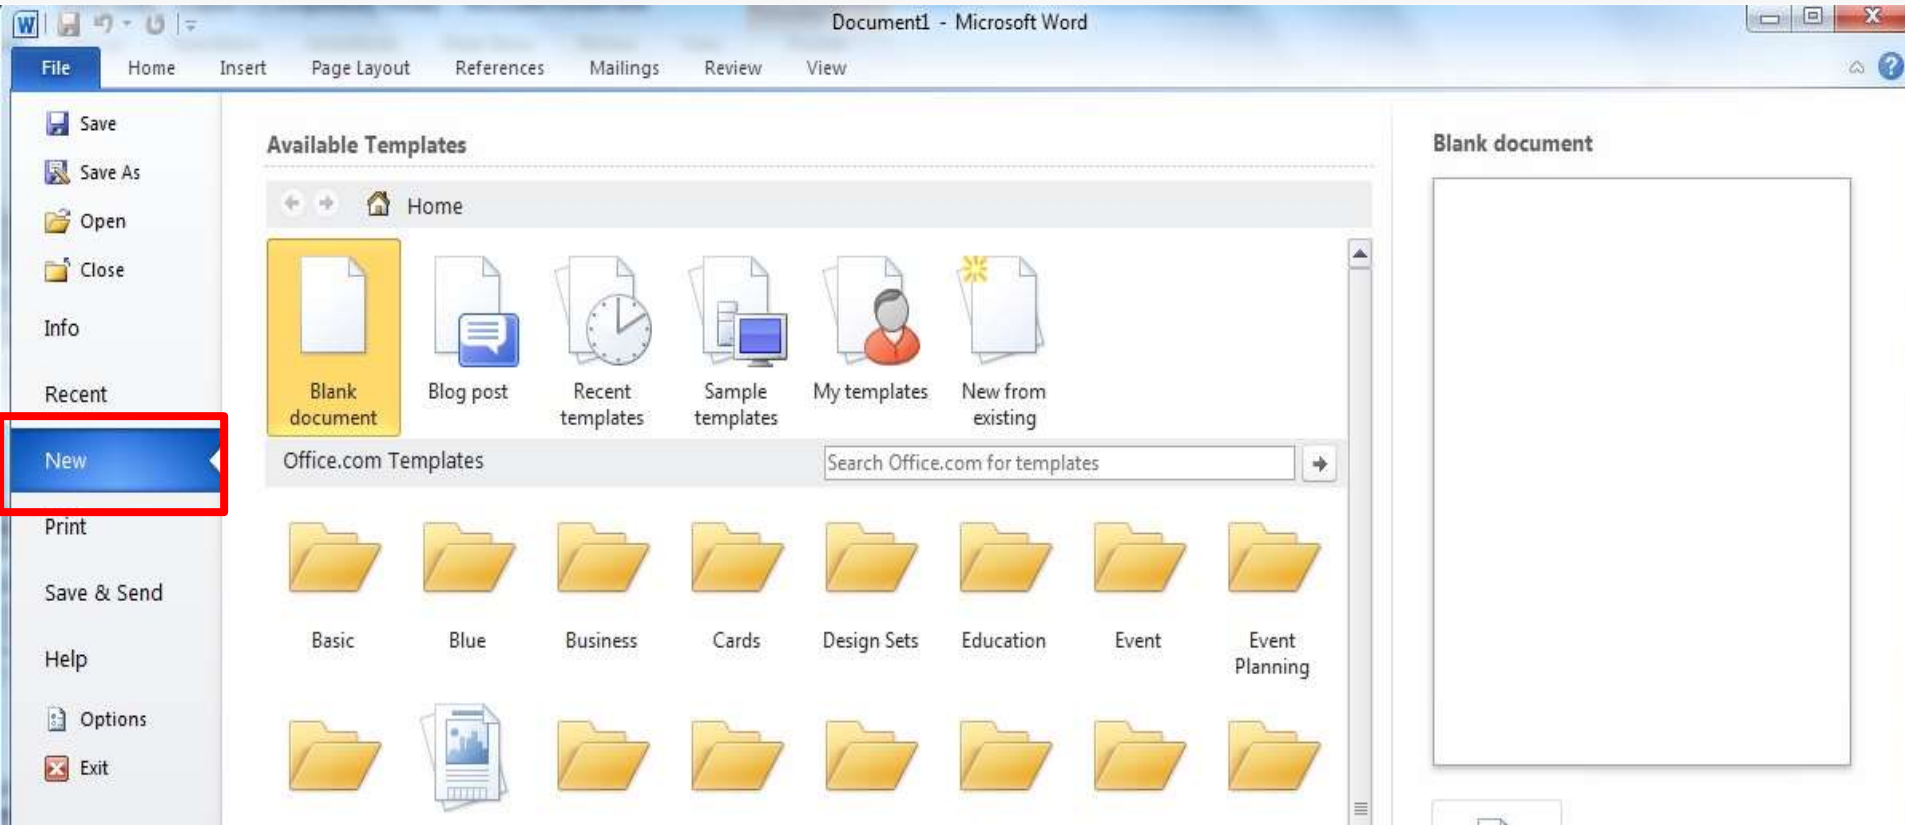 Document1 - Microsoft Word
File Home Insert Page Layout References Mailings Review View
Save
Save As
Open
Close
Info
Recent
New
Print
Save & Send
Help
Options
Exit
Available Templates
Home
Blank document
Blog post
Recent templates
Sample templates
My templates
New from existing
Office.com Templates
Search Office.com for templates
Basic
Blue
Business
Cards
Design Sets
Education
Event
Event Planning
Blank document